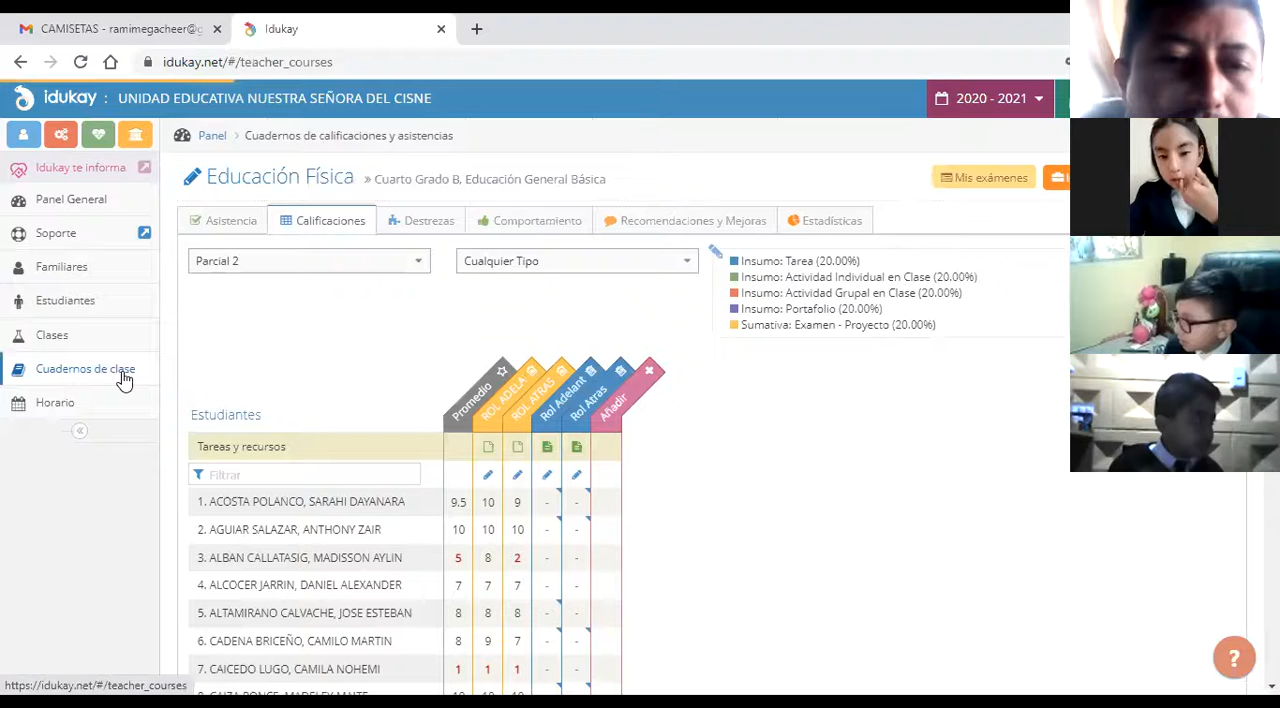 CAMISETAS - ramimegacheer@g
Idukay
idukay.net/#/teacher_courses
idukay : UNIDAD EDUCATIVA NUESTRA SEÑORA DEL CISNE
2020 - 2021
Idukay te informa
Panel General
Soporte
Familiares
Estudiantes
Clases
Cuadernos de clase
Horario
Panel > Cuadernos de calificaciones y asistencias
Educación Física » Cuarto Grado B, Educación General Básica
Mis exámenes
Asistencia Calificaciones Destrezas Comportamiento Recomendaciones y Mejoras Estadísticas
Parcial 2
Cualquier Tipo
Insumo: Tarea (20.00%)
Insumo: Actividad Individual en Clase (20.00%)
Insumo: Actividad Grupal en Clase (20.00%)
Insumo: Portafolio (20.00%)
Sumativa: Examen - Proyecto (20.00%)
Estudiantes
Promedio
ROL ADELA
ROL ATRAS
Rol Adelant
Rol Atras
Añadir
Tareas y recursos
Filtrar
1. ACOSTA POLANCO, SARAHI DAYANARA 9.5 10 9 - -
2. AGUIAR SALAZAR, ANTHONY ZAIR 10 10 10 - -
3. ALBAN CALLATASIG, MADISSON AYLIN 5 8 2 - -
4. ALCOCER JARRIN, DANIEL ALEXANDER 7 7 7 - -
5. ALTAMIRANO CALVACHE, JOSE ESTEBAN 8 8 8 - -
6. CADENA BRICEÑO, CAMILO MARTIN 8 9 7 - -
7. CAICEDO LUGO, CAMILA NOHEMI 1 1 1 - -
?
https://idukay.net/#/teacher_courses